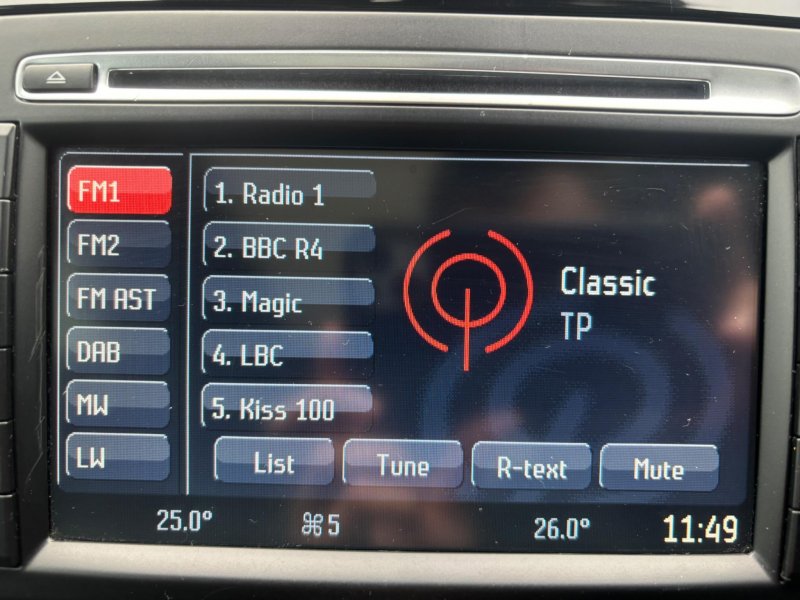 FM1
FM2
FM AST
DAB
MW
LW
1. Radio 1
2. BBC R4
3. Magic
4. LBC
5. Kiss 100
Classic
TP
List
Tune
R-text
Mute
25.0°
⌘5
26.0°
11:49